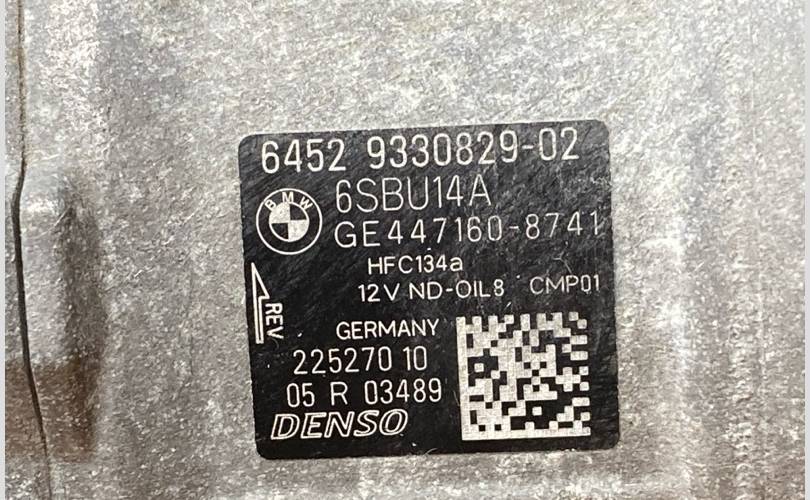 6452 9330829-02
6SBU14A
BMW
GE447160-8741
HFC134a
12V ND-OIL8 CMP01
REV
GERMANY
225270 10
05 R 03489
DENSO